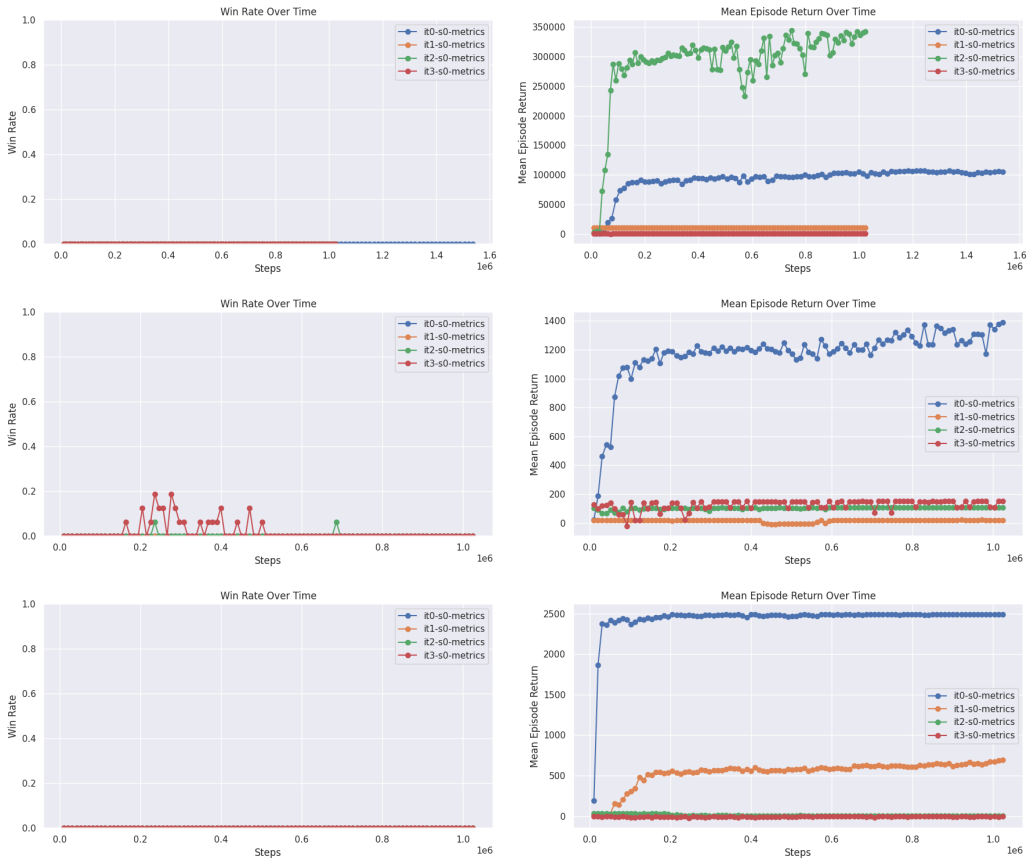 Win Rate Over Time
Win Rate
1.0
0.8
0.6
0.4
0.2
0.0
0.0 0.2 0.4 0.6 0.8 1.0 1.2 1.4 1.6
1e6
Steps
it0-s0-metrics
it1-s0-metrics
it2-s0-metrics
it3-s0-metrics
Mean Episode Return Over Time
Mean Episode Return
350000
300000
250000
200000
150000
100000
50000
0
0.0 0.2 0.4 0.6 0.8 1.0 1.2 1.4 1.6
1e6
Steps
it0-s0-metrics
it1-s0-metrics
it2-s0-metrics
it3-s0-metrics
Win Rate Over Time
Win Rate
1.0
0.8
0.6
0.4
0.2
0.0
0.0 0.2 0.4 0.6 0.8 1.0
1e6
Steps
it0-s0-metrics
it1-s0-metrics
it2-s0-metrics
it3-s0-metrics
Mean Episode Return Over Time
Mean Episode Return
1400
1200
1000
800
600
400
200
0
0.0 0.2 0.4 0.6 0.8 1.0
1e6
Steps
it0-s0-metrics
it1-s0-metrics
it2-s0-metrics
it3-s0-metrics
Win Rate Over Time
Win Rate
1.0
0.8
0.6
0.4
0.2
0.0
0.0 0.2 0.4 0.6 0.8 1.0
1e6
Steps
it0-s0-metrics
it1-s0-metrics
it2-s0-metrics
it3-s0-metrics
Mean Episode Return Over Time
Mean Episode Return
2500
2000
1500
1000
500
0
0.0 0.2 0.4 0.6 0.8 1.0
1e6
Steps
it0-s0-metrics
it1-s0-metrics
it2-s0-metrics
it3-s0-metrics